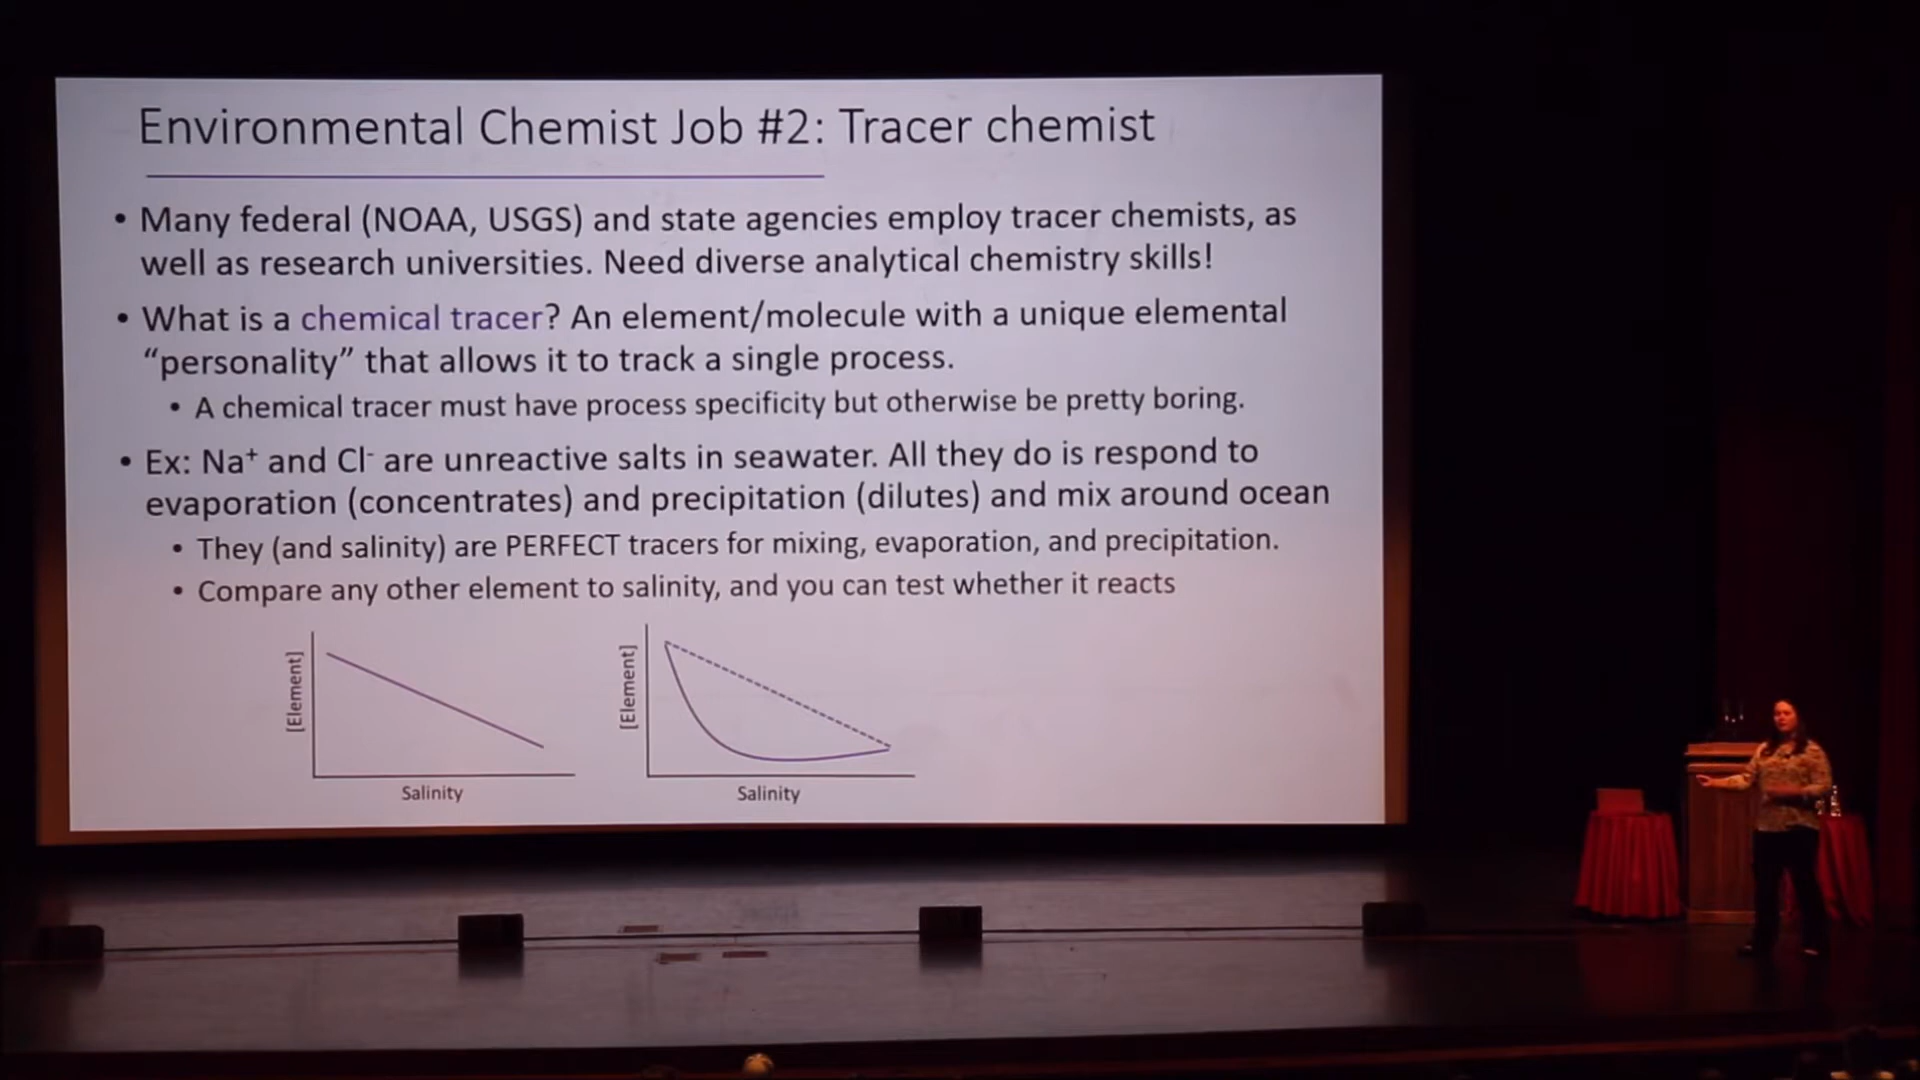 Environmental Chemist Job #2: Tracer chemist
• Many federal (NOAA, USGS) and state agencies employ tracer chemists, as
well as research universities. Need diverse analytical chemistry skills!
• What is a chemical tracer? An element/molecule with a unique elemental
“personality” that allows it to track a single process.
• A chemical tracer must have process specificity but otherwise be pretty boring.
• Ex: Na⁺ and Cl⁻ are unreactive salts in seawater. All they do is respond to
evaporation (concentrates) and precipitation (dilutes) and mix around ocean
• They (and salinity) are PERFECT tracers for mixing, evaporation, and precipitation.
• Compare any other element to salinity, and you can test whether it reacts
[Element]
Salinity
[Element]
Salinity